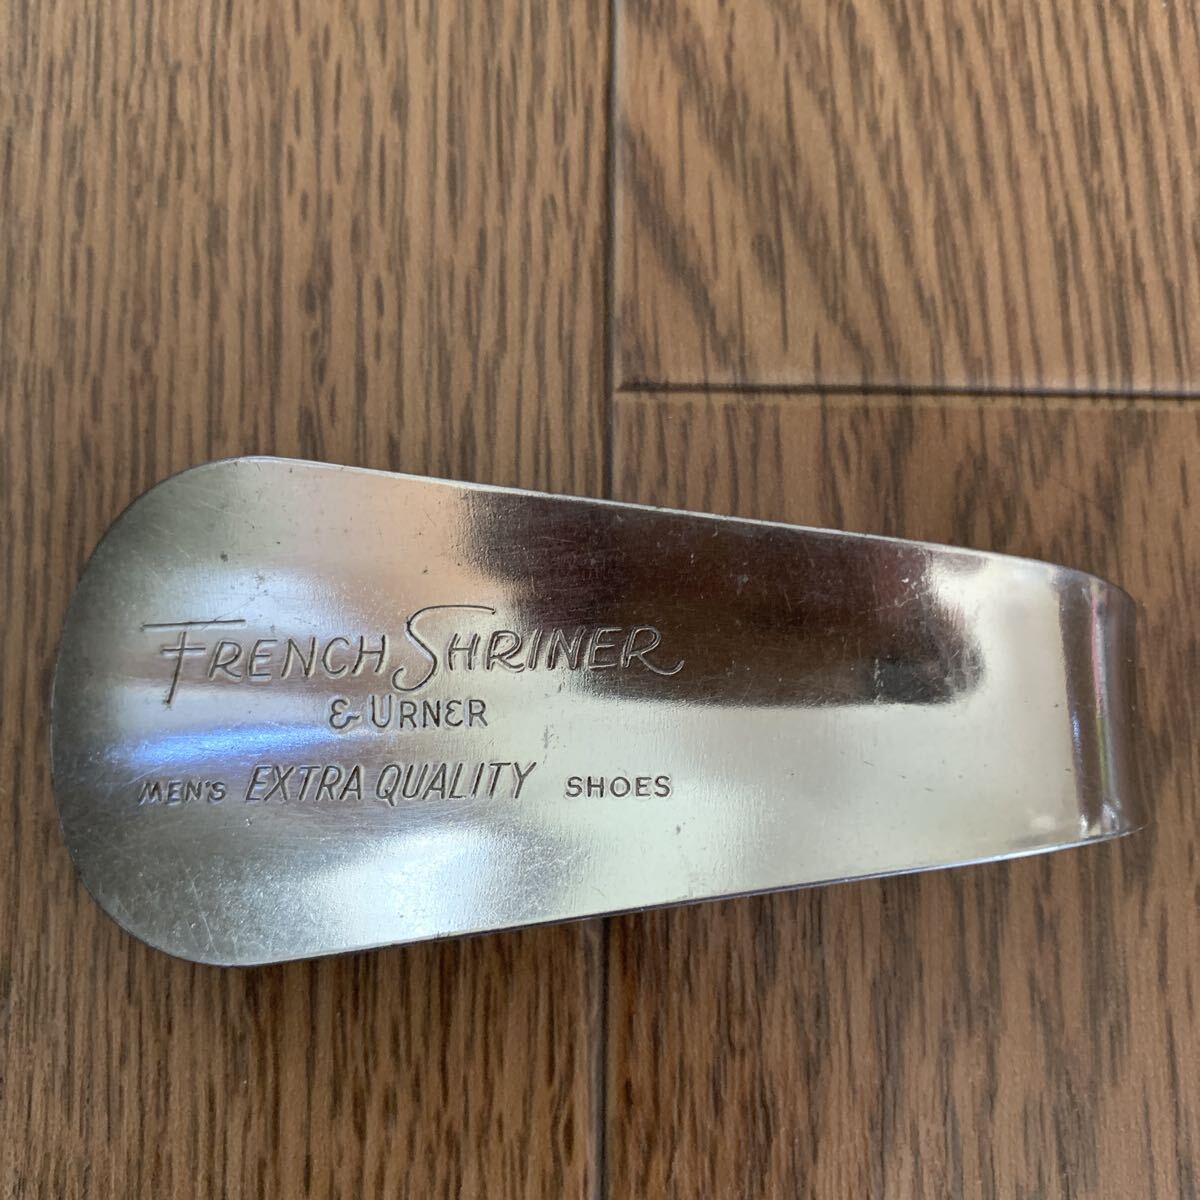 FRENCH SHRINER
& URNER
MEN'S EXTRA QUALITY SHOES